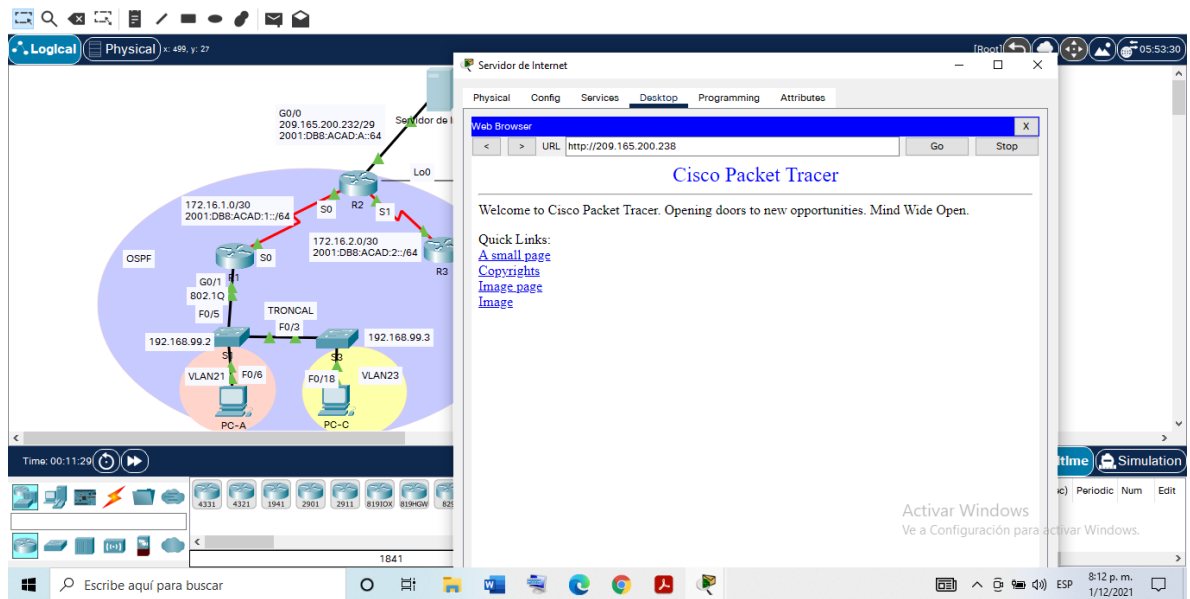 Logical
Physical
x: 499, y: 27
[Root]
05:53:30
G0/0
209.165.200.232/29
2001:DB8:ACAD:A::64
Servidor de I
Lo0
172.16.1.0/30
2001:DB8:ACAD:1::/64
S0
R2
S1
172.16.2.0/30
2001:DB8:ACAD:2::/64
OSPF
S0
R3
G0/1
R1
802.1Q
F0/5
TRONCAL
F0/3
192.168.99.2
192.168.99.3
S1
S3
VLAN21
F0/6
F0/18
VLAN23
PC-A
PC-C
Servidor de Internet
Physical Config Services Desktop Programming Attributes
Web Browser
X
< > URL http://209.165.200.238 Go Stop
Cisco Packet Tracer
Welcome to Cisco Packet Tracer. Opening doors to new opportunities. Mind Wide Open.
Quick Links:
A small page
Copyrights
Image page
Image
Time: 00:11:29
Simulation
4331 4321 1941 2901 2911 819IOX 819HGW 829
Periodic Num Edit
1841
Activar Windows
Ve a Configuración para activar Windows.
Escribe aquí para buscar
ESP
8:12 p. m.
1/12/2021